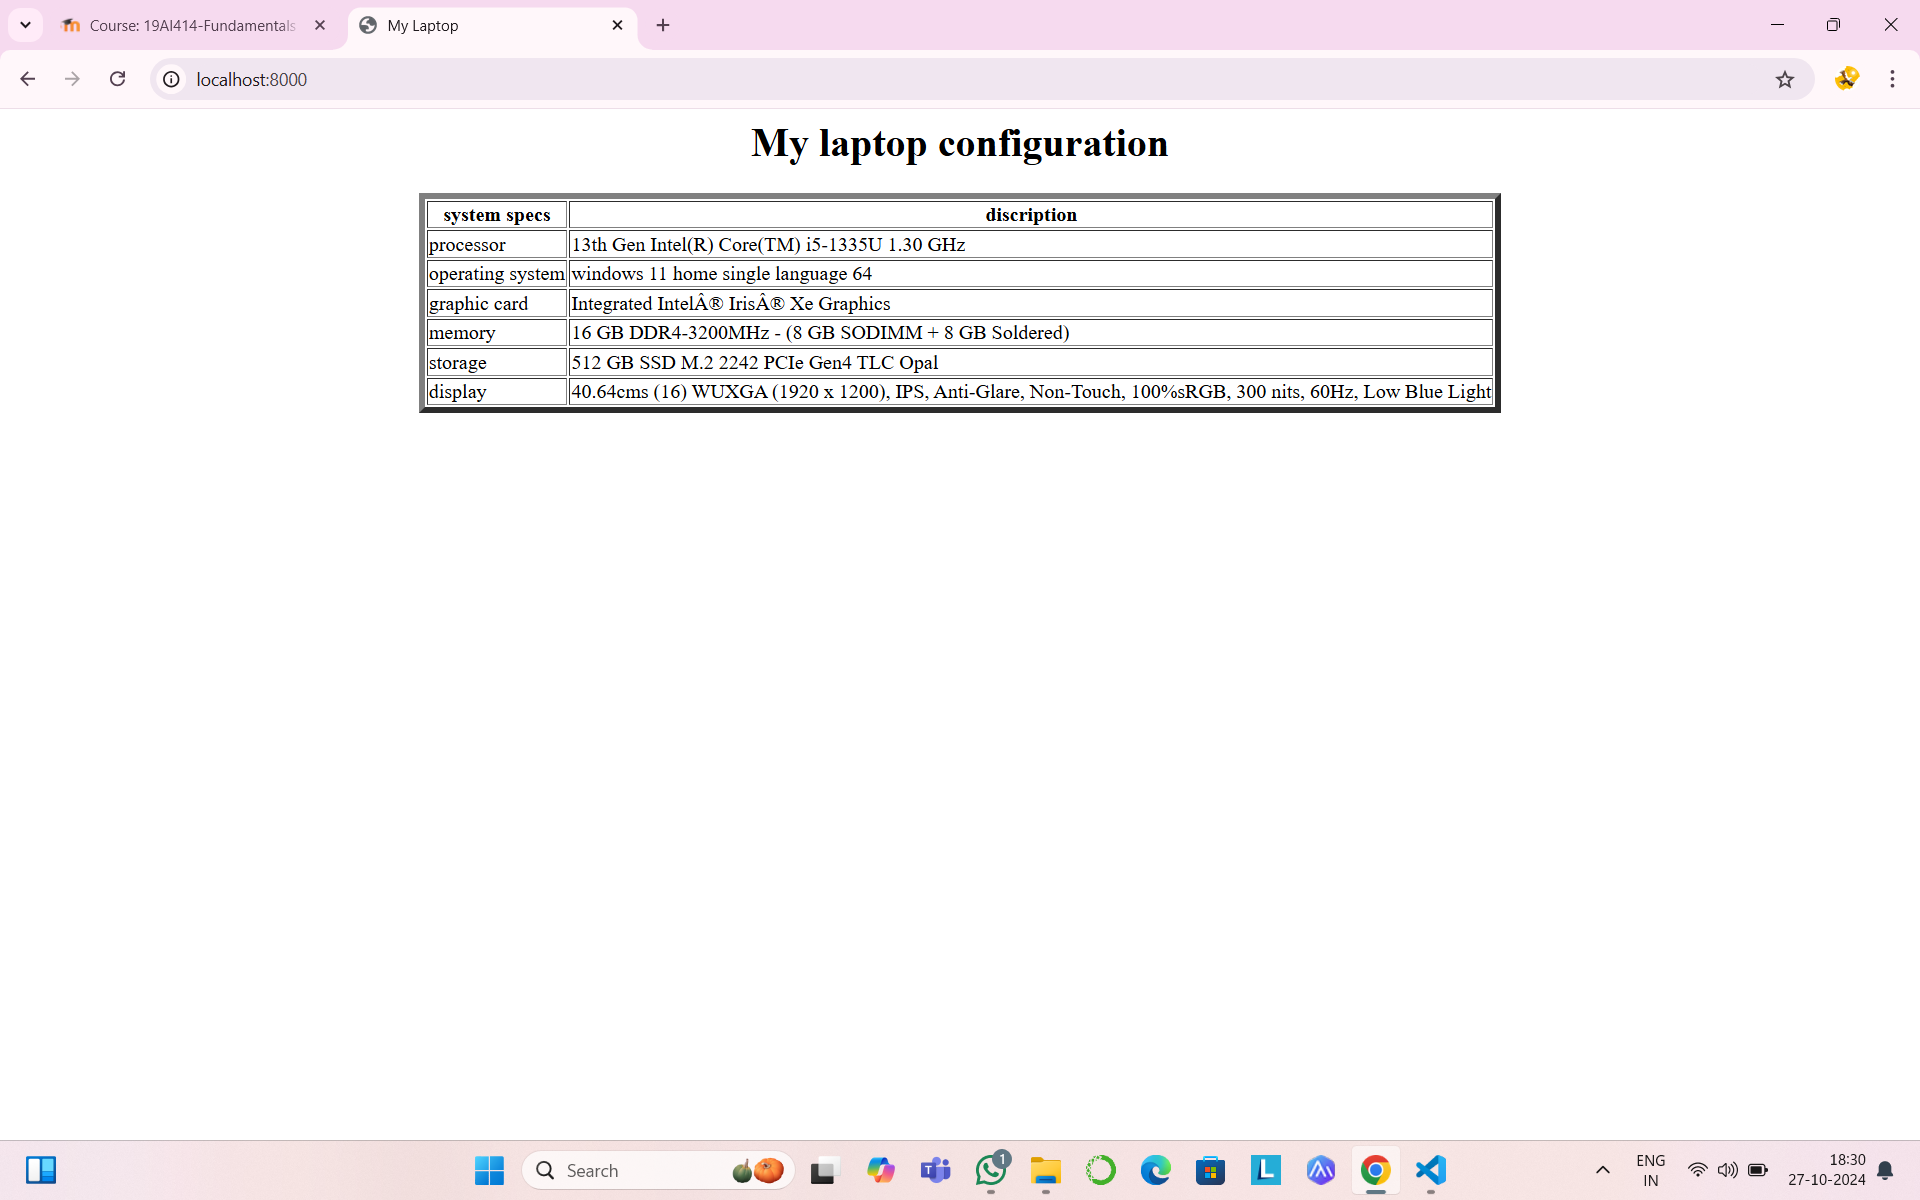 Course: 19AI414-Fundamentals
My Laptop
localhost:8000
My laptop configuration
system specs discription
processor 13th Gen Intel(R) Core(TM) i5-1335U 1.30 GHz
operating system windows 11 home single language 64
graphic card Integrated IntelÂ® IrisÂ® Xe Graphics
memory 16 GB DDR4-3200MHz - (8 GB SODIMM + 8 GB Soldered)
storage 512 GB SSD M.2 2242 PCIe Gen4 TLC Opal
display 40.64cms (16) WUXGA (1920 x 1200), IPS, Anti-Glare, Non-Touch, 100%sRGB, 300 nits, 60Hz, Low Blue Light
Search
1
ENG
IN
18:30
27-10-2024